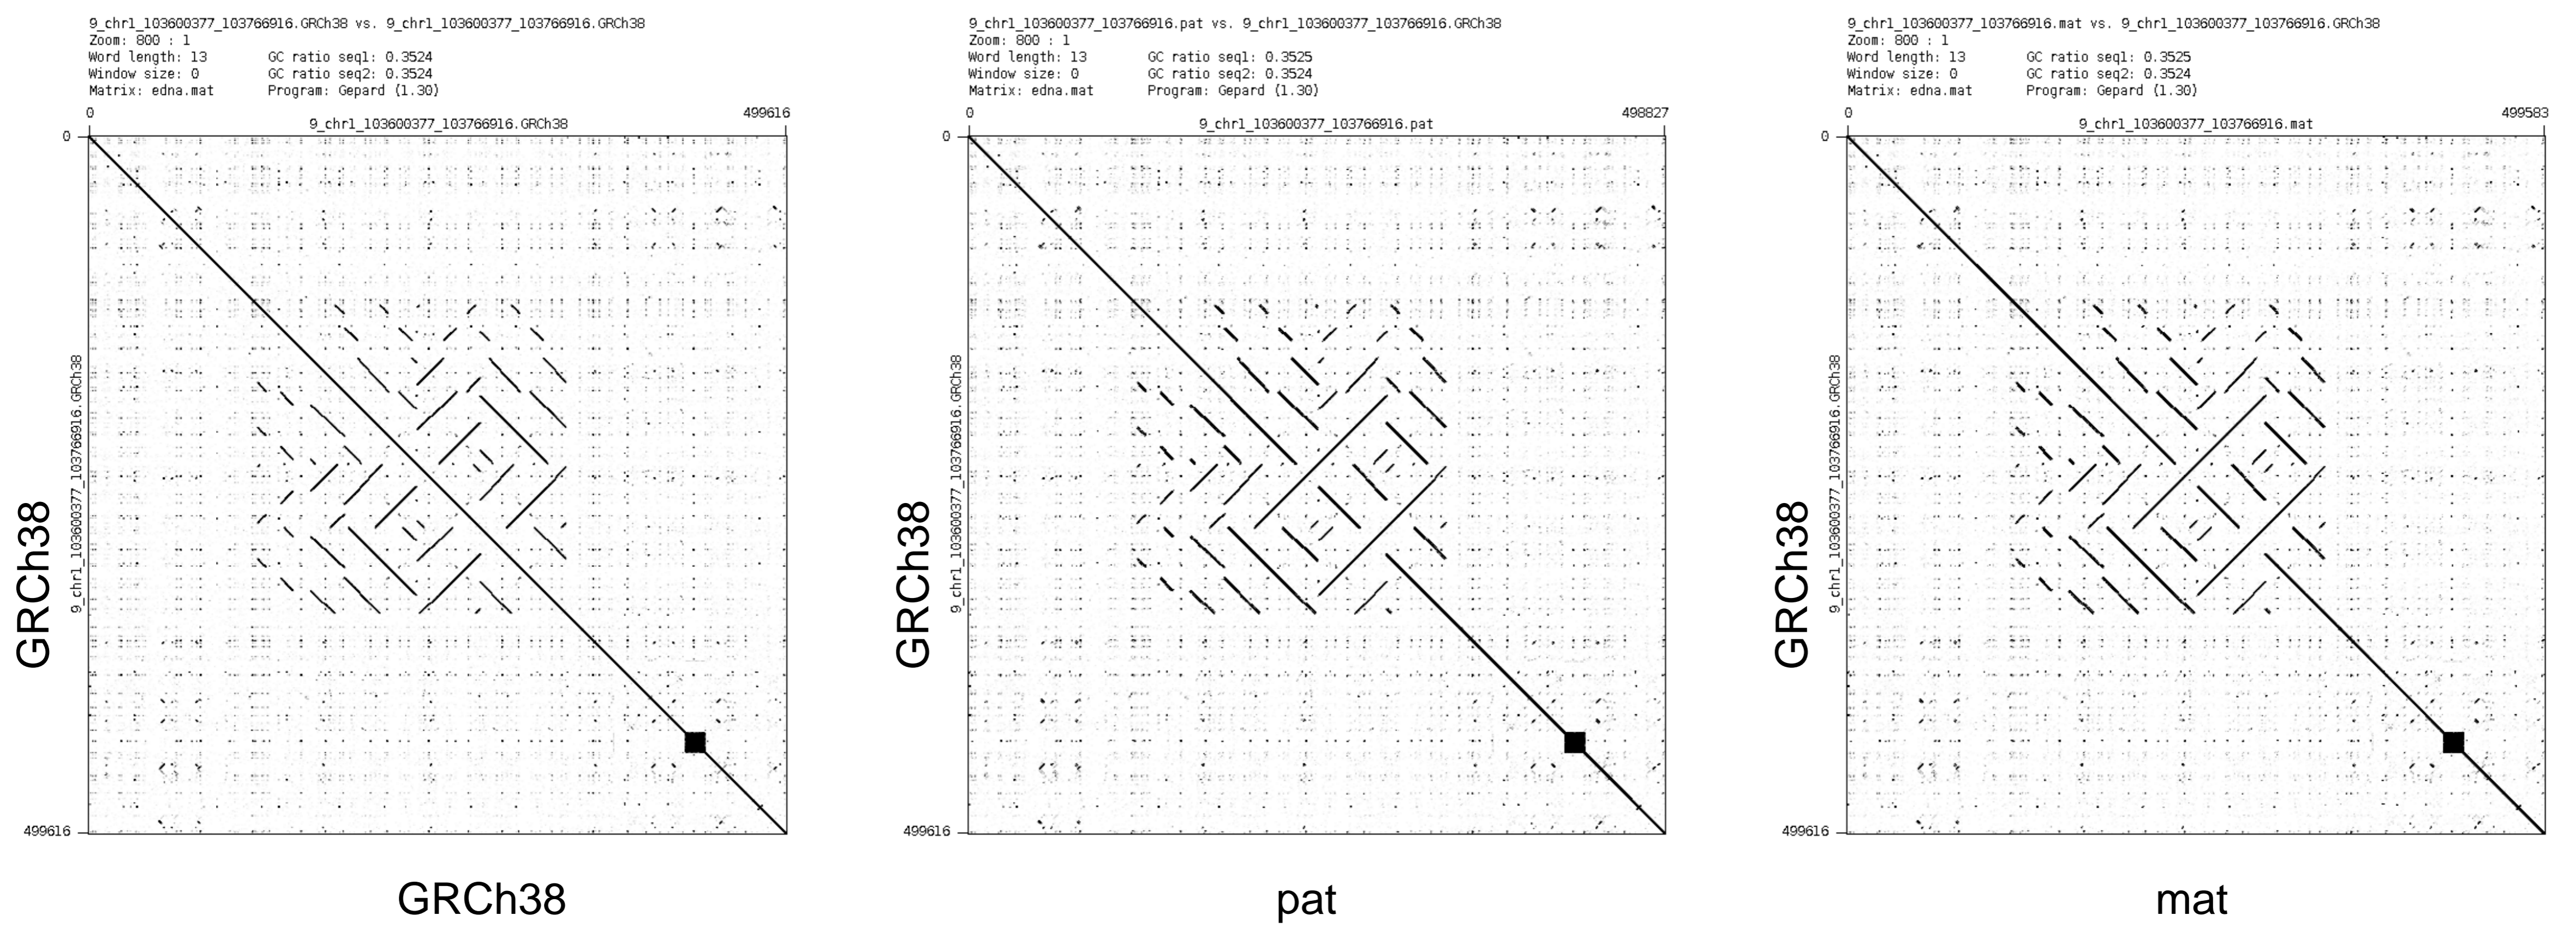 9_chr1_103600377_103766916.GRCh38 vs. 9_chr1_103600377_103766916.GRCh38
Zoom: 800 : 1
Word length: 13 GC ratio seq1: 0.3524
Window size: 0 GC ratio seq2: 0.3524
Matrix: edna.mat Program: Gepard (1.30)
0 499616
9_chr1_103600377_103766916.GRCh38
0
9_chr1_103600377_103766916.GRCh38
GRCh38
499616
GRCh38
9_chr1_103600377_103766916.pat vs. 9_chr1_103600377_103766916.GRCh38
Zoom: 800 : 1
Word length: 13 GC ratio seq1: 0.3525
Window size: 0 GC ratio seq2: 0.3524
Matrix: edna.mat Program: Gepard (1.30)
0 498827
9_chr1_103600377_103766916.pat
0
9_chr1_103600377_103766916.GRCh38
GRCh38
499616
pat
9_chr1_103600377_103766916.mat vs. 9_chr1_103600377_103766916.GRCh38
Zoom: 800 : 1
Word length: 13 GC ratio seq1: 0.3525
Window size: 0 GC ratio seq2: 0.3524
Matrix: edna.mat Program: Gepard (1.30)
0 499583
9_chr1_103600377_103766916.mat
0
9_chr1_103600377_103766916.GRCh38
GRCh38
499616
mat